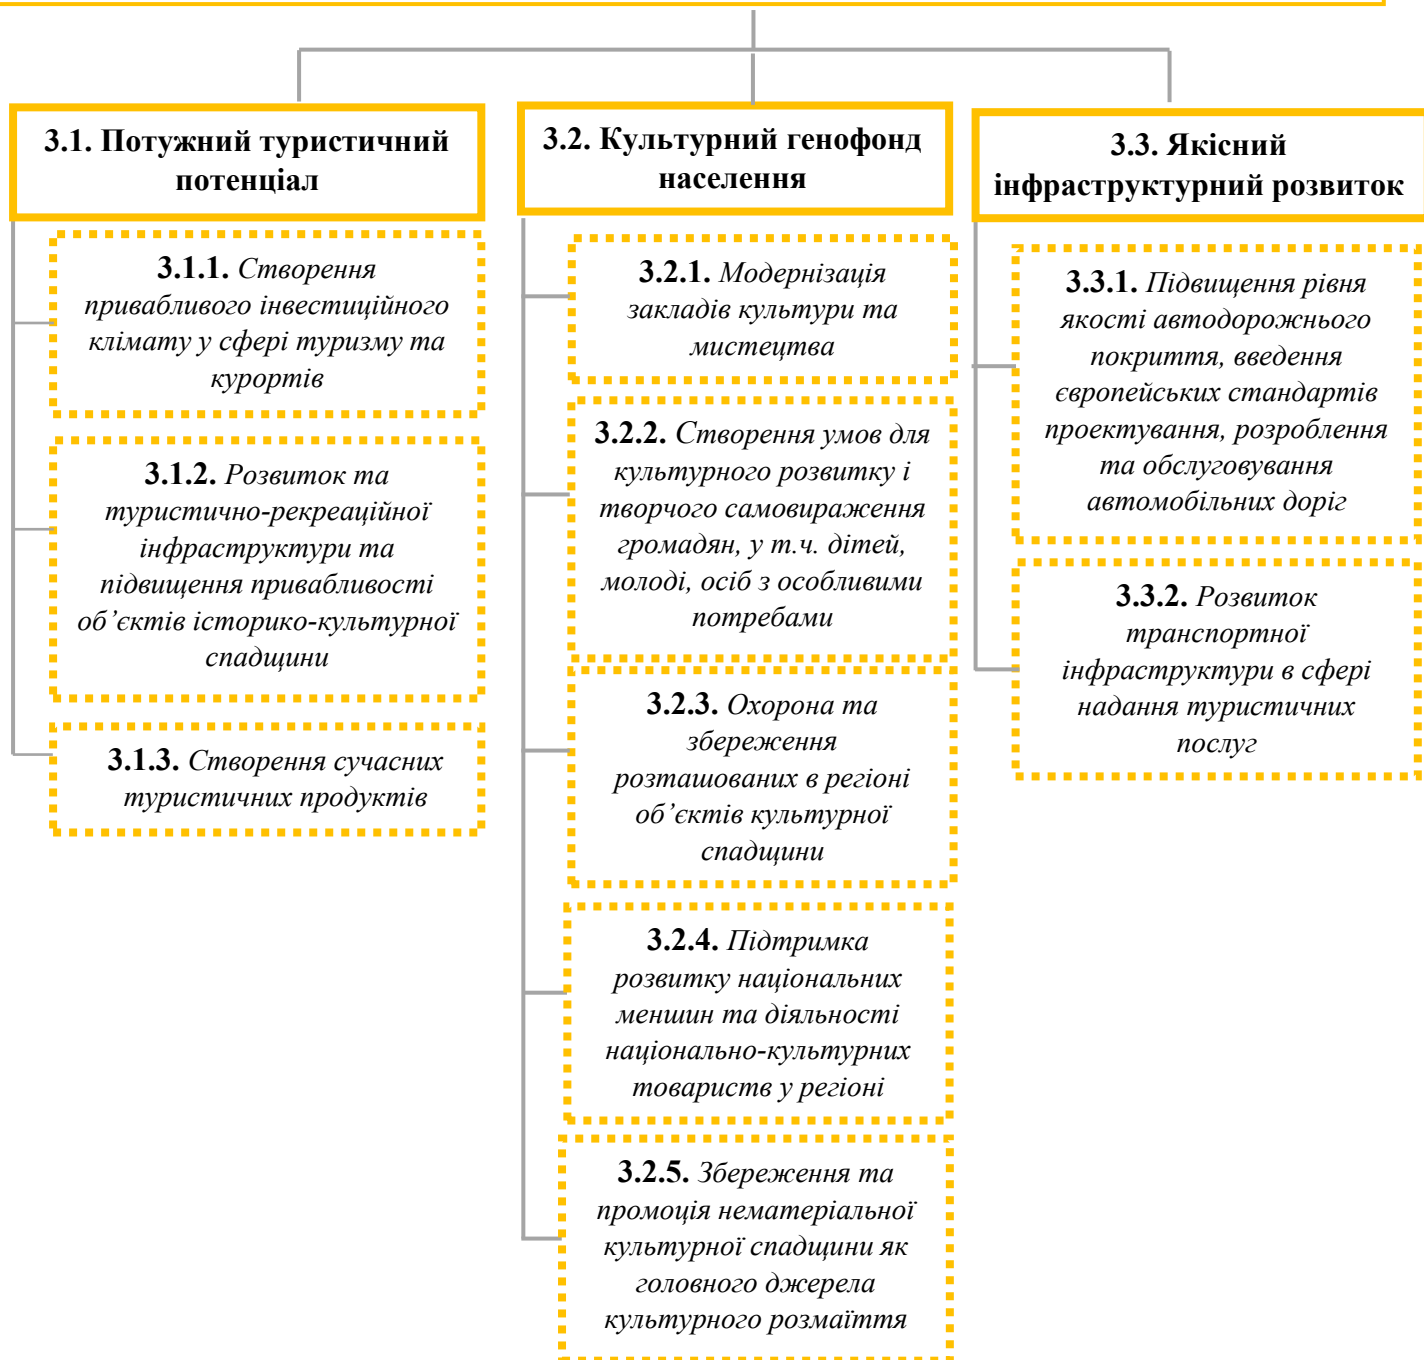 3.1. Потужний туристичний
потенціал
3.1.1. Створення
привабливого інвестиційного
клімату у сфері туризму та
курортів
3.1.2. Розвиток та
туристично-рекреаційної
інфраструктури та
підвищення привабливості
об’єктів історико-культурної
спадщини
3.1.3. Створення сучасних
туристичних продуктів
3.2. Культурний генофонд
населення
3.2.1. Модернізація
закладів культури та
мистецтва
3.2.2. Створення умов для
культурного розвитку і
творчого самовираження
громадян, у т.ч. дітей,
молоді, осіб з особливими
потребами
3.2.3. Охорона та
збереження
розташованих в регіоні
об’єктів культурної
спадщини
3.2.4. Підтримка
розвитку національних
меншин та діяльності
національно-культурних
товариств у регіоні
3.2.5. Збереження та
промоція нематеріальної
культурної спадщини як
головного джерела
культурного розмаїття
3.3. Якісний
інфраструктурний розвиток
3.3.1. Підвищення рівня
якості автодорожнього
покриття, введення
європейських стандартів
проектування, розроблення
та обслуговування
автомобільних доріг
3.3.2. Розвиток
транспортної
інфраструктури в сфері
надання туристичних
послуг